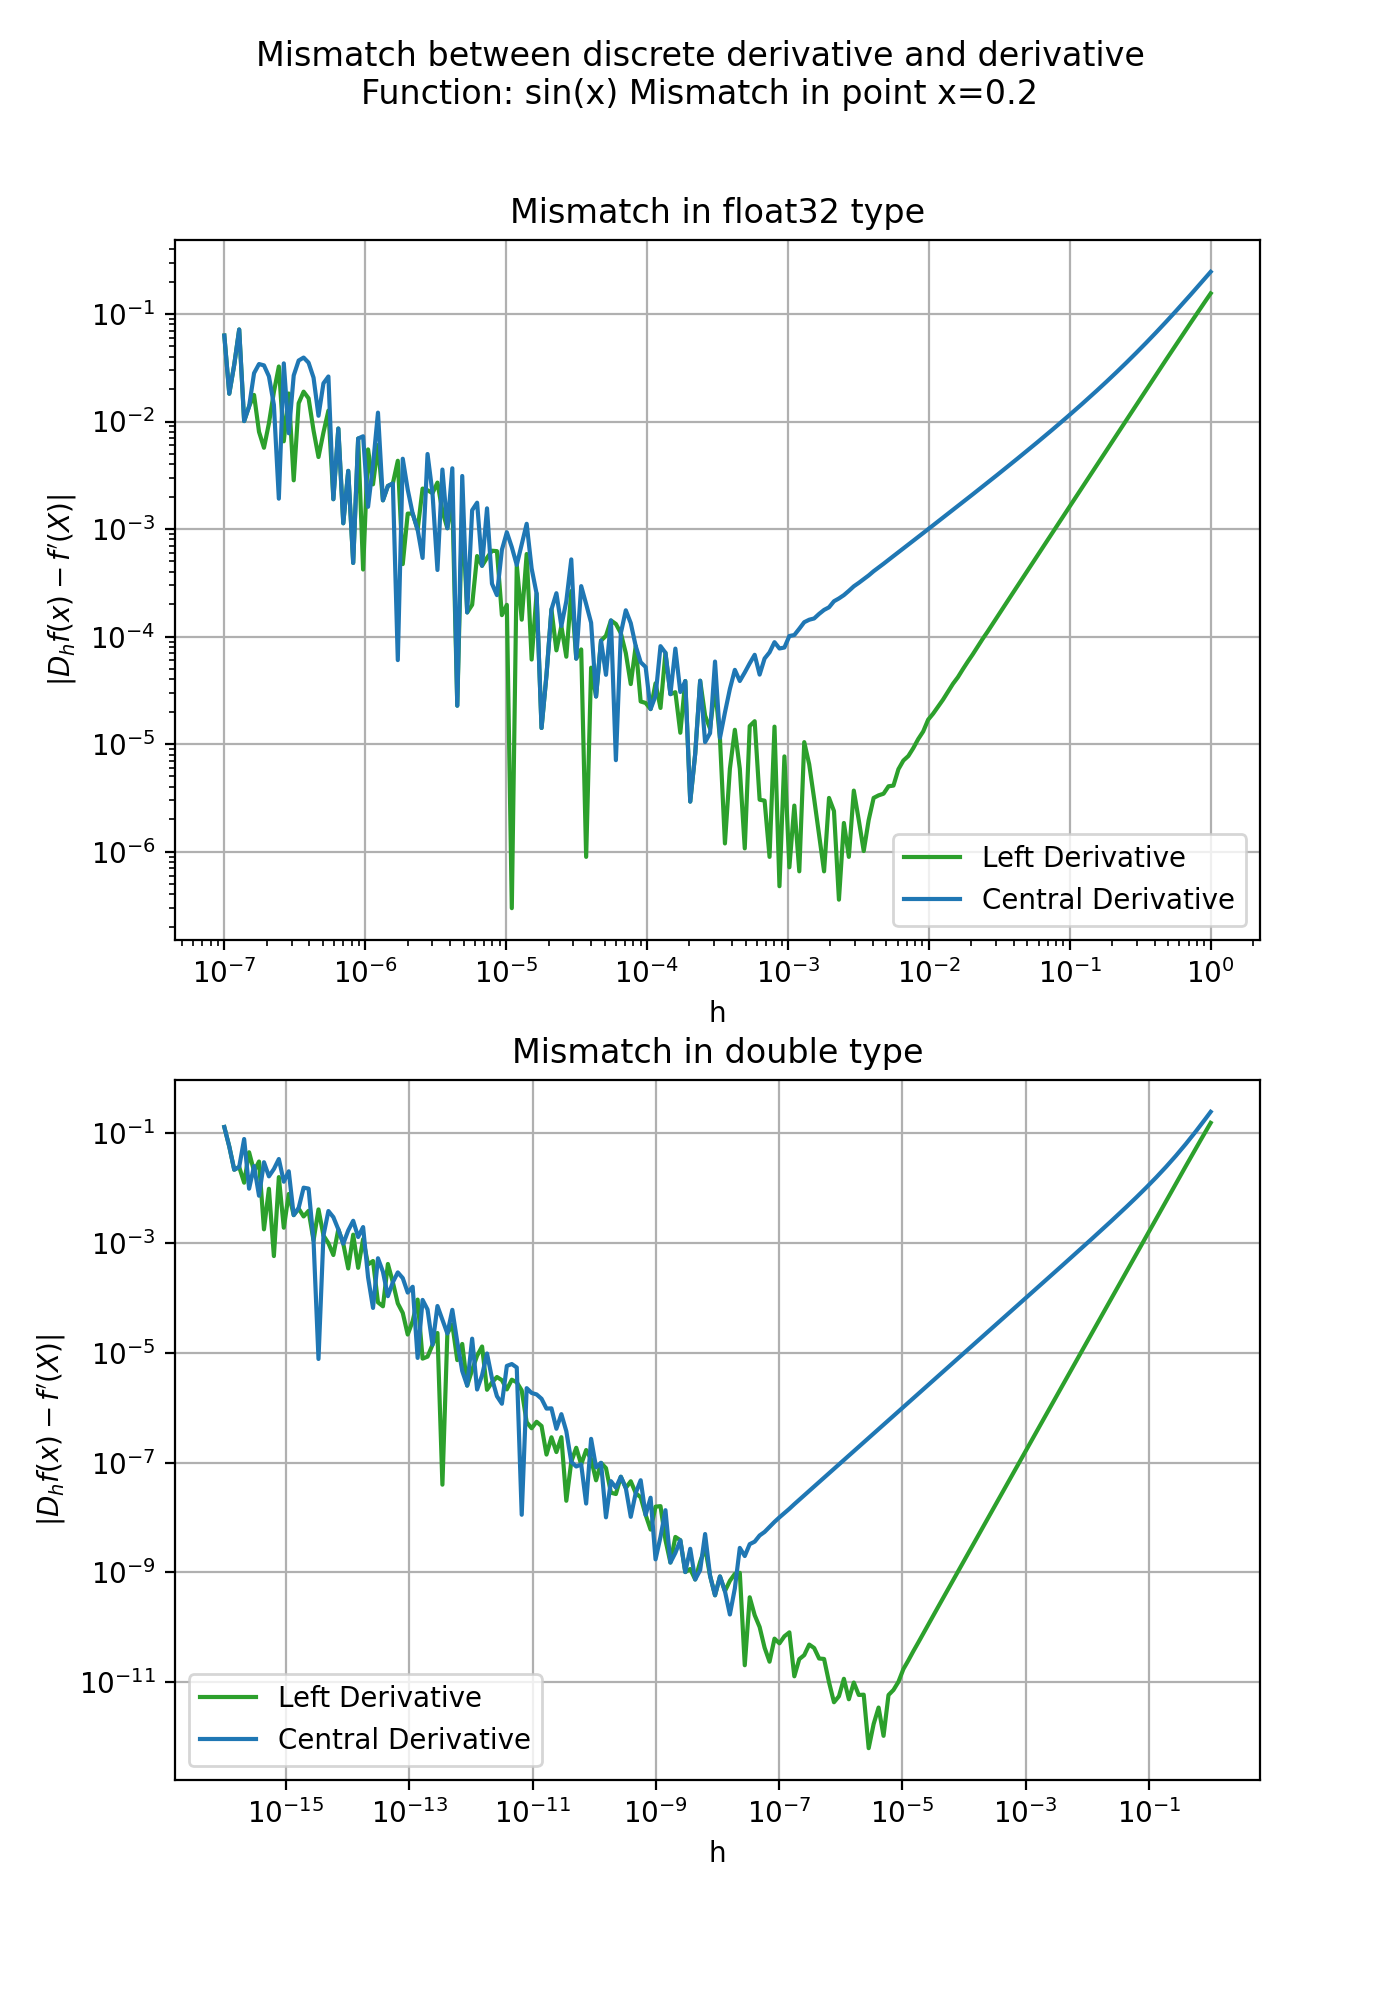 Mismatch between discrete derivative and derivative
Function: sin(x) Mismatch in point x=0.2
Mismatch in float32 type
|D_h f(x) − f′(X)|
10⁻¹
10⁻²
10⁻³
10⁻⁴
10⁻⁵
10⁻⁶
Left Derivative
Central Derivative
10⁻⁷ 10⁻⁶ 10⁻⁵ 10⁻⁴ 10⁻³ 10⁻² 10⁻¹ 10⁰
h
Mismatch in double type
|D_h f(x) − f′(X)|
10⁻¹
10⁻³
10⁻⁵
10⁻⁷
10⁻⁹
10⁻¹¹
Left Derivative
Central Derivative
10⁻¹⁵ 10⁻¹³ 10⁻¹¹ 10⁻⁹ 10⁻⁷ 10⁻⁵ 10⁻³ 10⁻¹
h